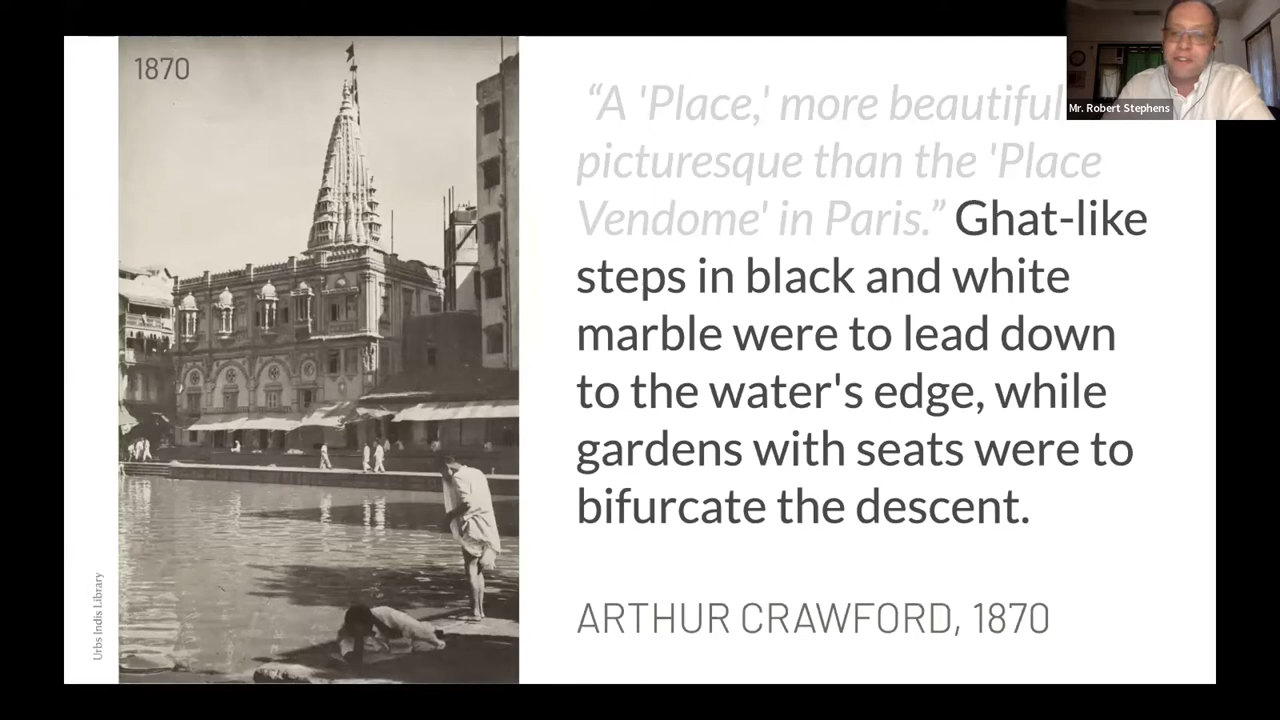 1870
“A 'Place,' more beautiful
picturesque than the 'Place
Vendome' in Paris.” Ghat-like
steps in black and white
marble were to lead down
to the water's edge, while
gardens with seats were to
bifurcate the descent.
ARTHUR CRAWFORD, 1870
Urbs Indis Library
Mr. Robert Stephens